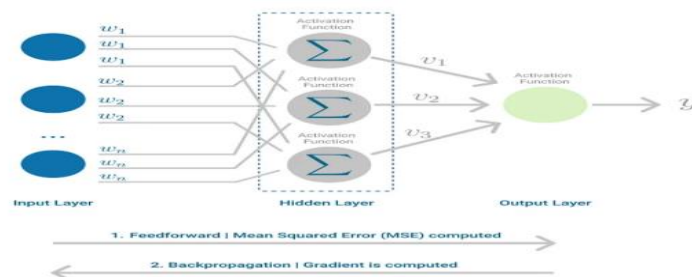 w1
w1
w1
w2
w2
w2
wn
wn
wn
...
Activation
Function
Σ
Activation
Function
Σ
Activation
Function
Σ
v1
v2
v3
Activation
Function
y
Input Layer
Hidden Layer
Output Layer
1. Feedforward | Mean Squared Error (MSE) computed
2. Backpropagation | Gradient is computed